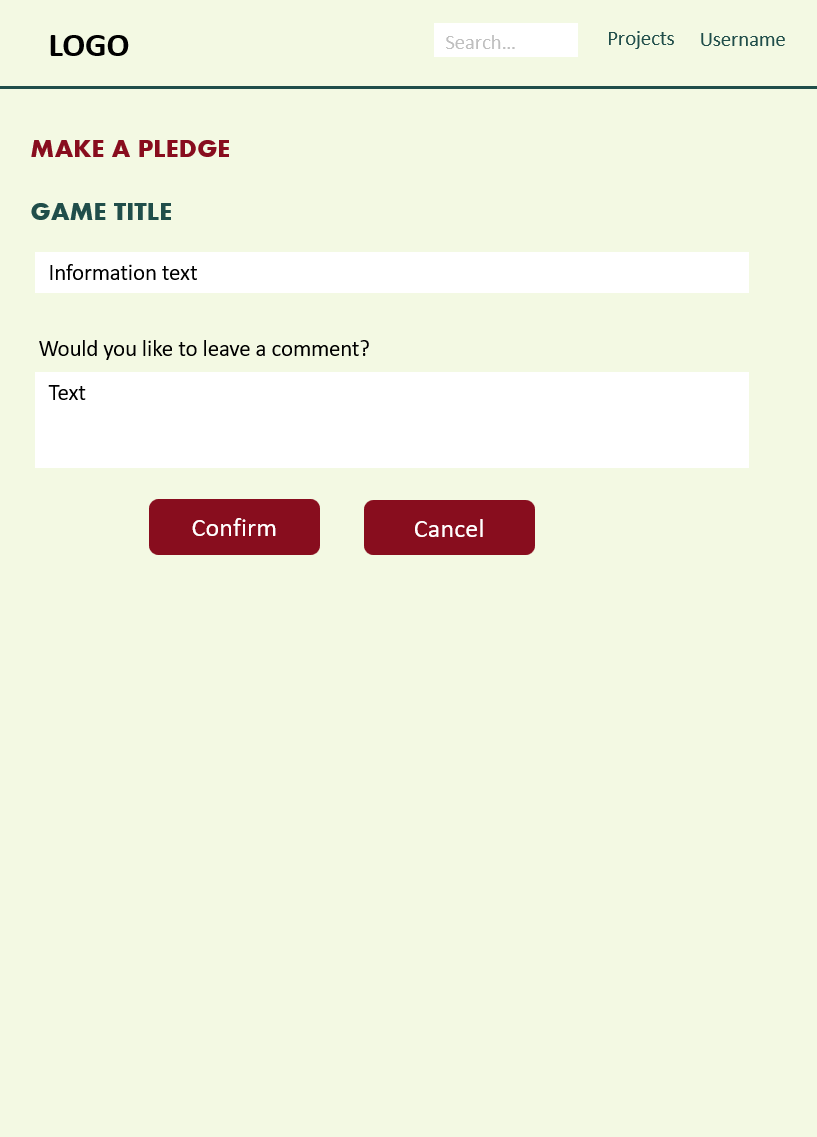 LOGO
Search...
Projects
Username
MAKE A PLEDGE
GAME TITLE
Information text
Would you like to leave a comment?
Text
Confirm
Cancel